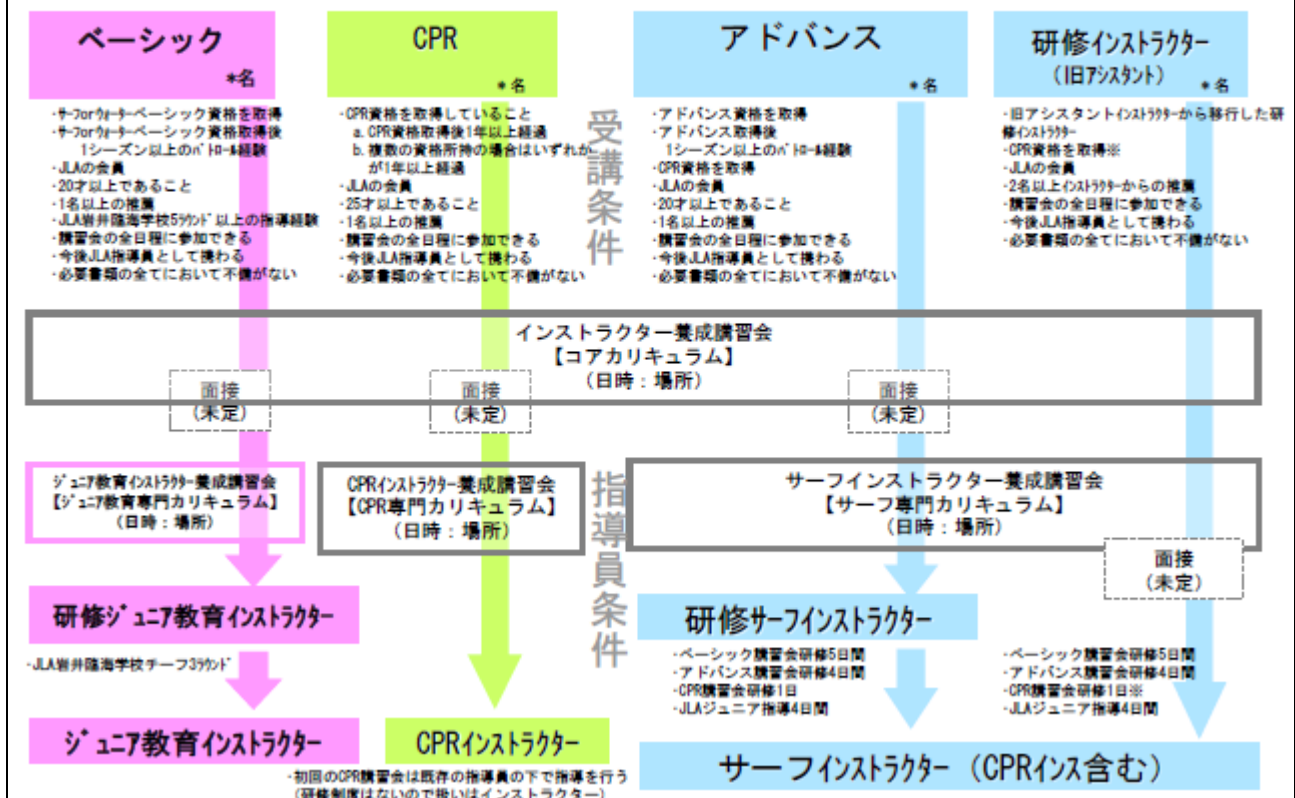 ベーシック
*名
・サーフorウォーターベーシック資格を取得
・サーフorウォーターベーシック資格取得後
1シーズン以上のパトロール経験
・JLAの会員
・20才以上であること
・1名以上の推薦
・JLA岩井臨海学校5ラウンド以上の指導経験
・講習会の全日程に参加できる
・今後JLA指導員として携わる
・必要書類の全てにおいて不備がない
CPR
*名
・CPR資格を取得していること
a. CPR資格取得後1年以上経過
b. 複数の資格所持の場合はいずれか
が1年以上経過
・JLAの会員
・25才以上であること
・1名以上の推薦
・講習会の全日程に参加できる
・今後JLA指導員として携わる
・必要書類の全てにおいて不備がない
受講条件
アドバンス
*名
・アドバンス資格を取得
・アドバンス取得後
1シーズン以上のパトロール経験
・CPR資格を取得
・JLAの会員
・20才以上であること
・1名以上の推薦
・講習会の全日程に参加できる
・今後JLA指導員として携わる
・必要書類の全てにおいて不備がない
研修インストラクター
(旧アシスタント)
*名
・旧アシスタントインストラクターから移行した研
修インストラクター
・CPR資格を取得※
・JLAの会員
・2名以上インストラクターからの推薦
・講習会の全日程に参加できる
・今後JLA指導員として携わる
・必要書類の全てにおいて不備がない
インストラクター養成講習会
【コアカリキュラム】
(日時：場所)
面接
(未定)
面接
(未定)
面接
(未定)
ジュニア教育インストラクター養成講習会
【ジュニア教育専門カリキュラム】
(日時：場所)
CPRインストラクター養成講習会
【CPR専門カリキュラム】
(日時：場所)
指導員条件
サーフインストラクター養成講習会
【サーフ専門カリキュラム】
(日時：場所)
面接
(未定)
研修ジュニア教育インストラクター
・JLA岩井臨海学校チーフ3ラウンド
研修サーフインストラクター
・ベーシック講習会研修5日間
・アドバンス講習会研修4日間
・CPR講習会研修1日
・JLAジュニア指導4日間
・ベーシック講習会研修5日間
・アドバンス講習会研修4日間
・CPR講習会研修1日※
・JLAジュニア指導4日間
ジュニア教育インストラクター
CPRインストラクター
・初回のCPR講習会は既存の指導員の下で指導を行う
(研修制度はないので扱いはインストラクター)
サーフインストラクター（CPRインス含む）